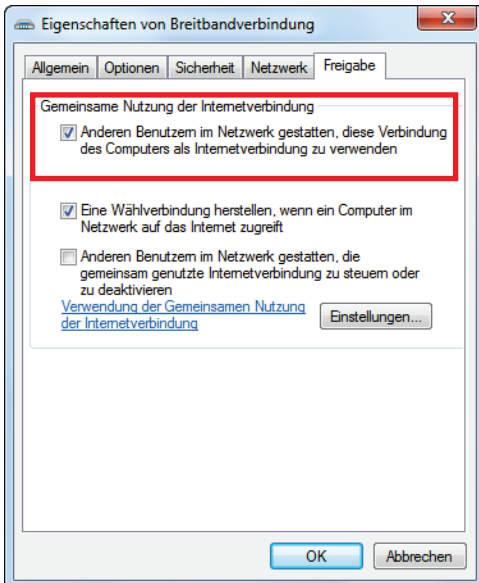 Eigenschaften von Breitbandverbindung
Allgemein Optionen Sicherheit Netzwerk Freigabe
Gemeinsame Nutzung der Internetverbindung
Anderen Benutzern im Netzwerk gestatten, diese Verbindung
des Computers als Internetverbindung zu verwenden
Eine Wählverbindung herstellen, wenn ein Computer im
Netzwerk auf das Internet zugreift
Anderen Benutzern im Netzwerk gestatten, die
gemeinsam genutzte Internetverbindung zu steuern oder
zu deaktivieren
Verwendung der Gemeinsamen Nutzung
der Internetverbindung
Einstellungen...
OK Abbrechen